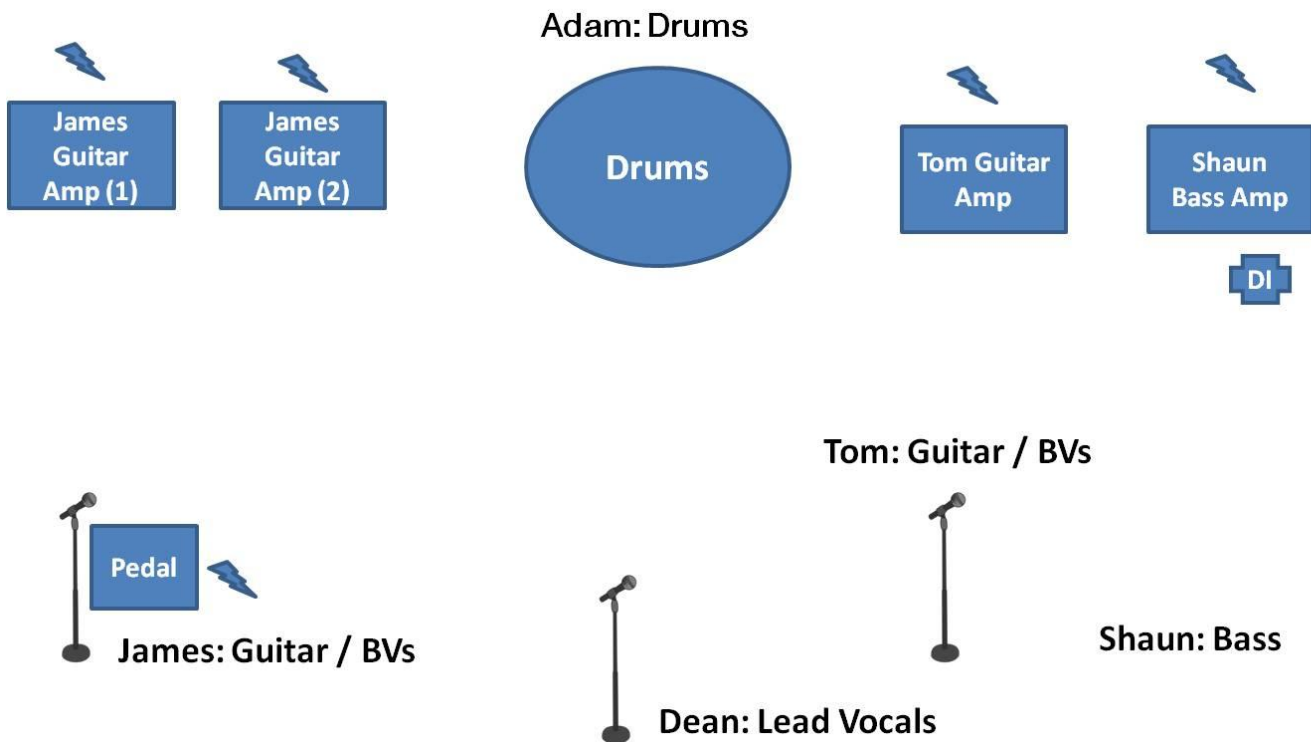 Adam: Drums
James
Guitar
Amp (1)
James
Guitar
Amp (2)
Drums
Tom Guitar
Amp
Shaun
Bass Amp
DI
Tom: Guitar / BVs
Pedal
James: Guitar / BVs
Shaun: Bass
Dean: Lead Vocals